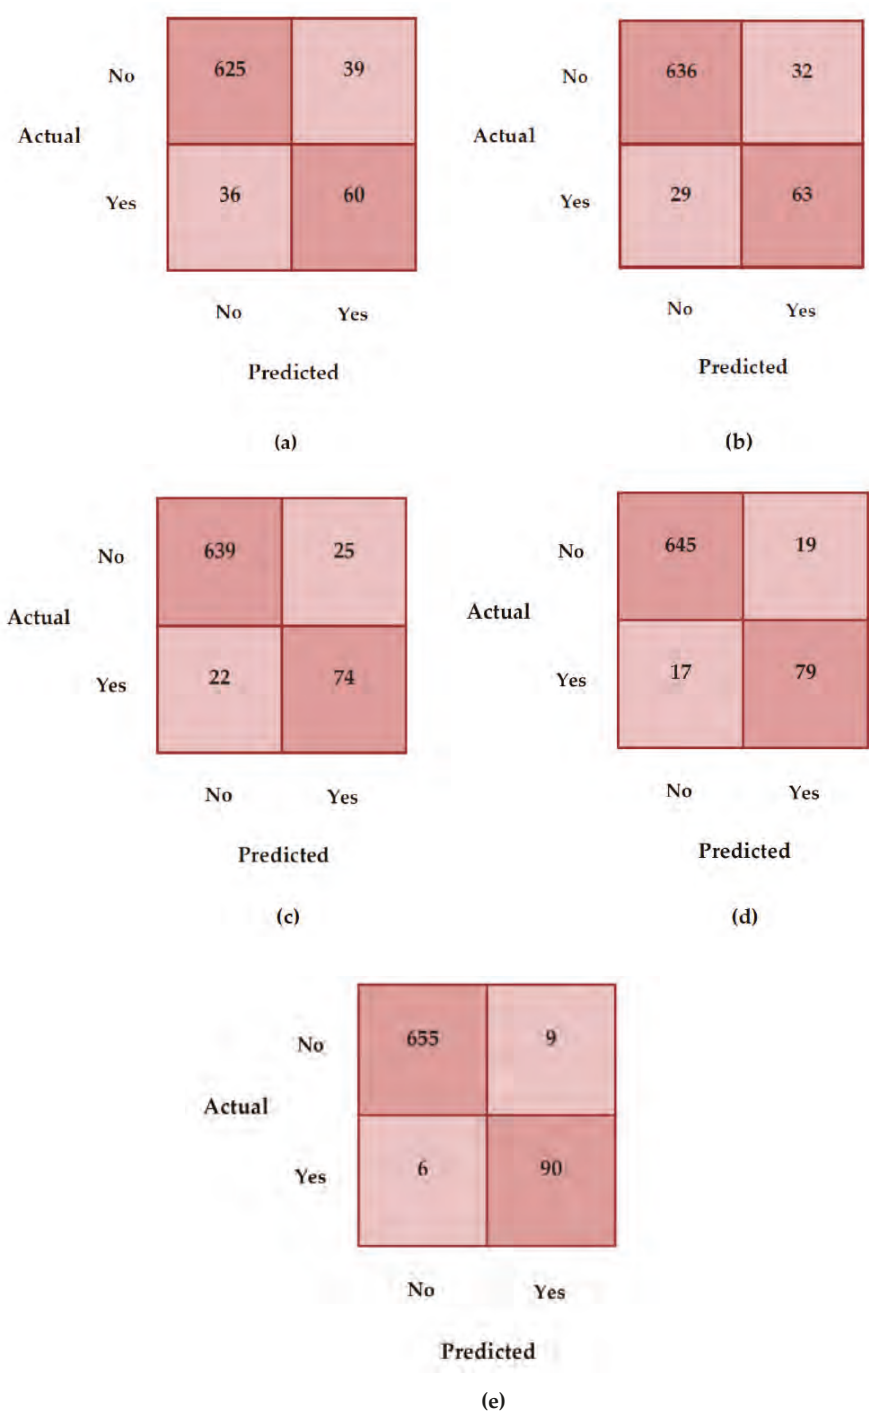 No 625 39
Actual
Yes 36 60
No Yes
Predicted
(a)
No 636 32
Actual
Yes 29 63
No Yes
Predicted
(b)
No 639 25
Actual
Yes 22 74
No Yes
Predicted
(c)
No 645 19
Actual
Yes 17 79
No Yes
Predicted
(d)
No 655 9
Actual
Yes 6 90
No Yes
Predicted
(e)